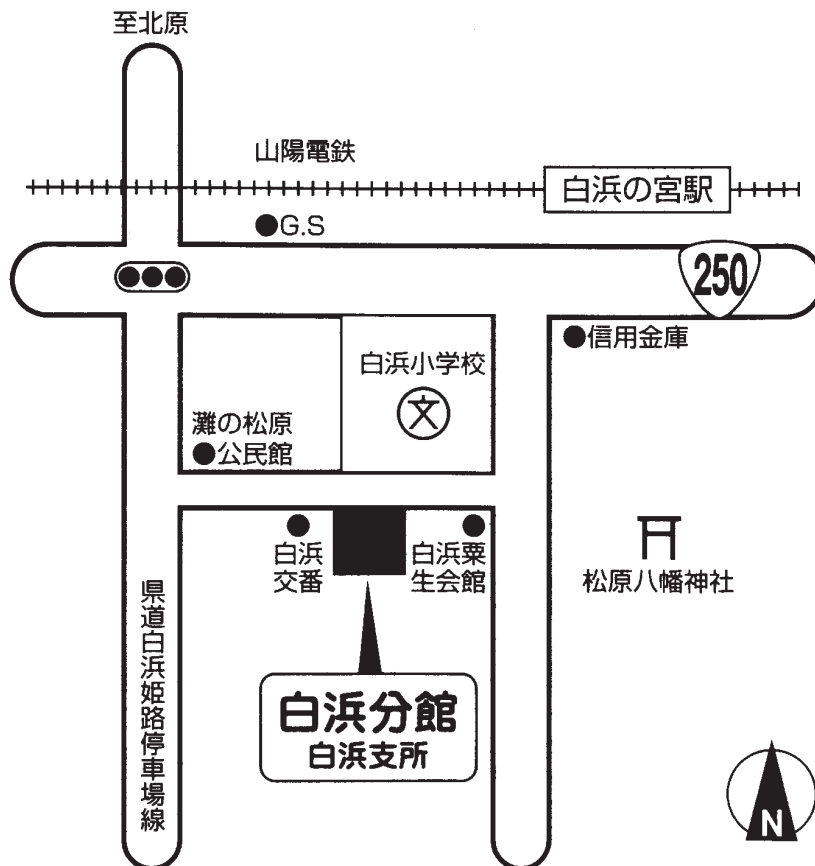 至北原
山陽電鉄
白浜の宮駅
●G.S
250
●信用金庫
白浜小学校
文
灘の松原
●公民館
白浜
交番
白浜粟
生会館
松原八幡神社
県道白浜姫路停車場線
白浜分館
白浜支所
N